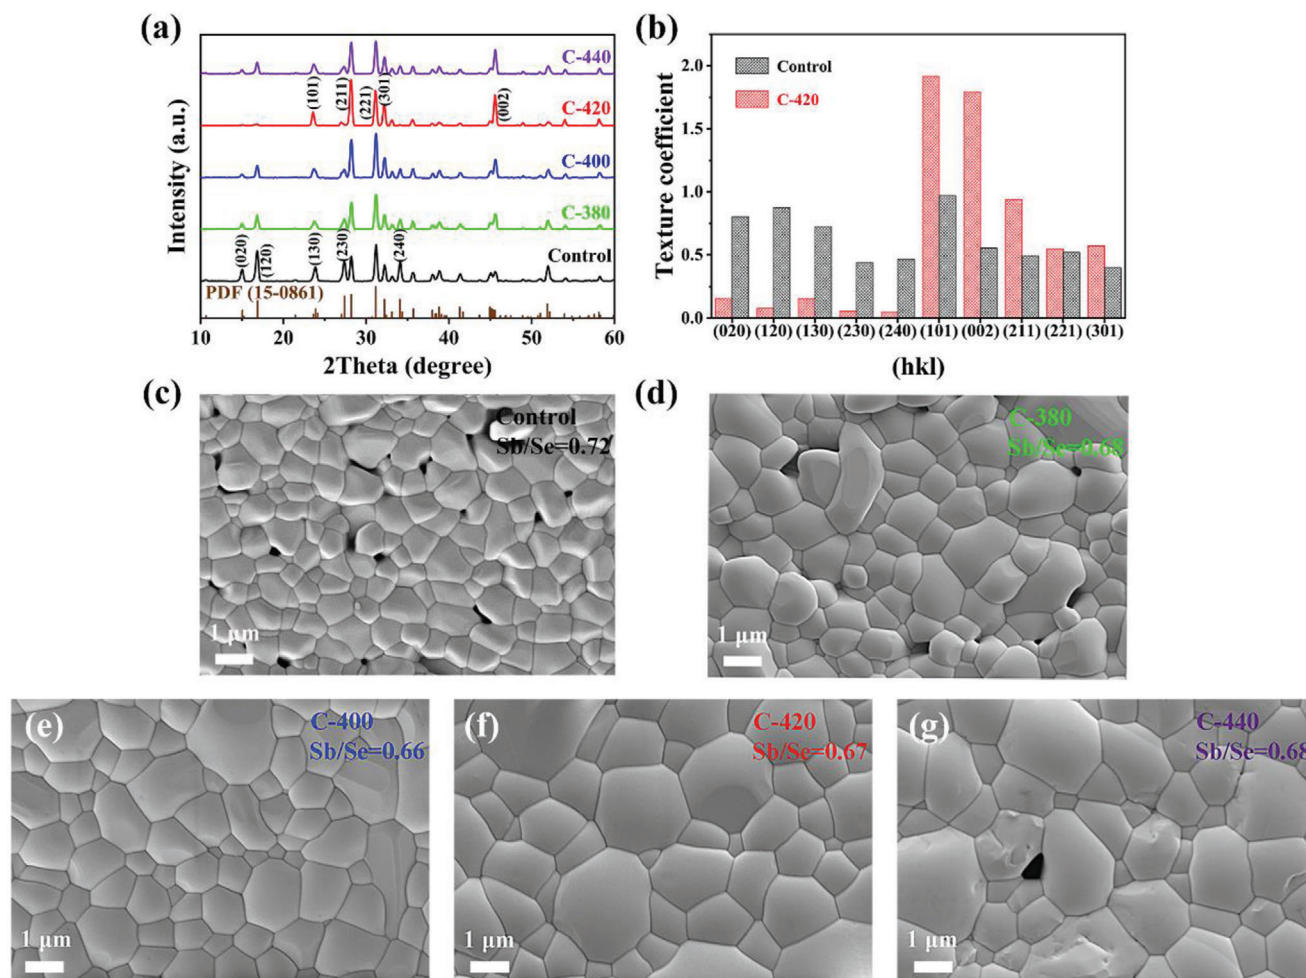 (a)
C-440
(101)
(211)
(221)
(301)
C-420
(002)
C-400
C-380
(020)
(120)
(130)
(230)
(240)
Control
PDF (15-0861)
Intensity (a.u.)
10 20 30 40 50 60
2Theta (degree)
(b)
Control
C-420
2.0
1.5
1.0
0.5
0.0
Texture coefficient
(020) (120) (130) (230) (240) (101) (002) (211) (221) (301)
(hkl)
(c)
Control
Sb/Se=0.72
1 μm
(d)
C-380
Sb/Se=0.68
1 μm
(e)
C-400
Sb/Se=0.66
1 μm
(f)
C-420
Sb/Se=0.67
1 μm
(g)
C-440
Sb/Se=0.68
1 μm